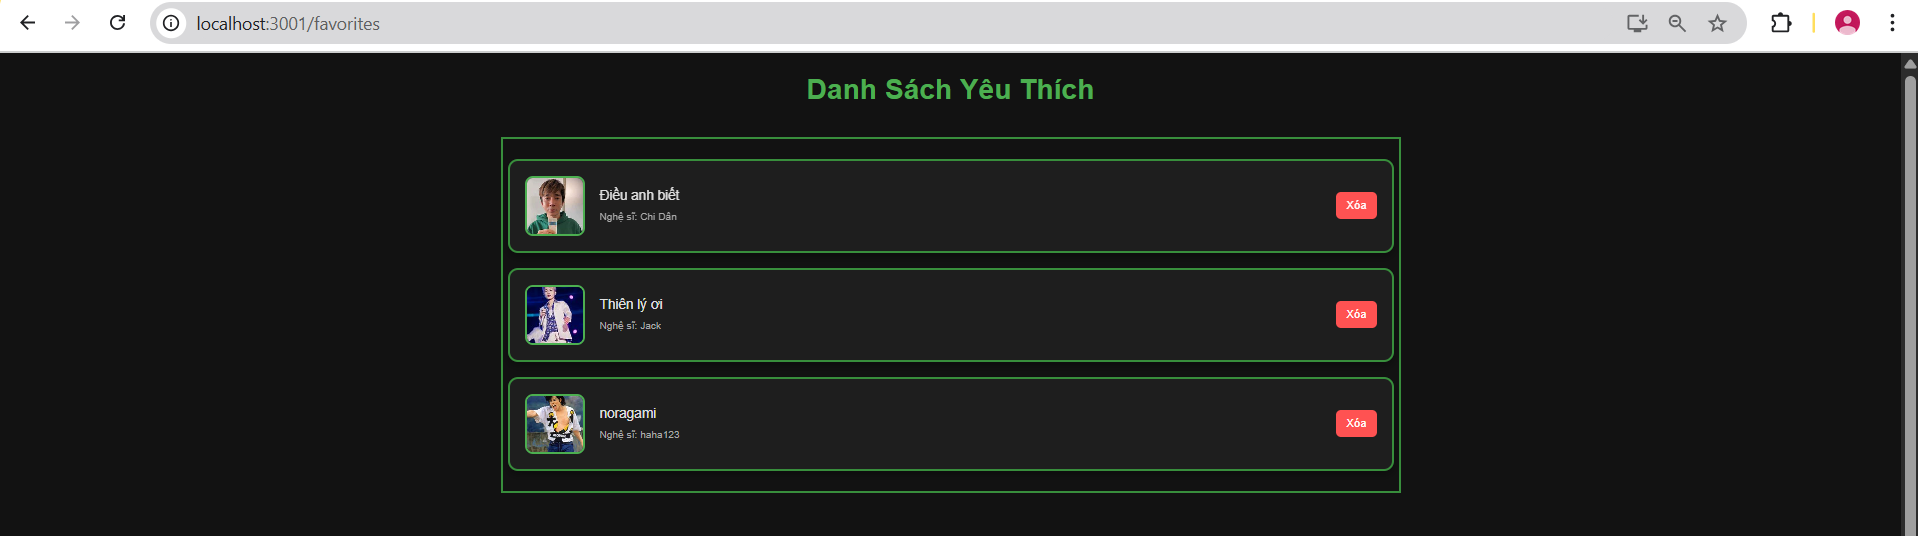 localhost:3001/favorites
Danh Sách Yêu Thích
Điều anh biết
Nghệ sĩ: Chi Dân
Xóa
Thiên lý ơi
Nghệ sĩ: Jack
Xóa
noragami
Nghệ sĩ: haha123
Xóa